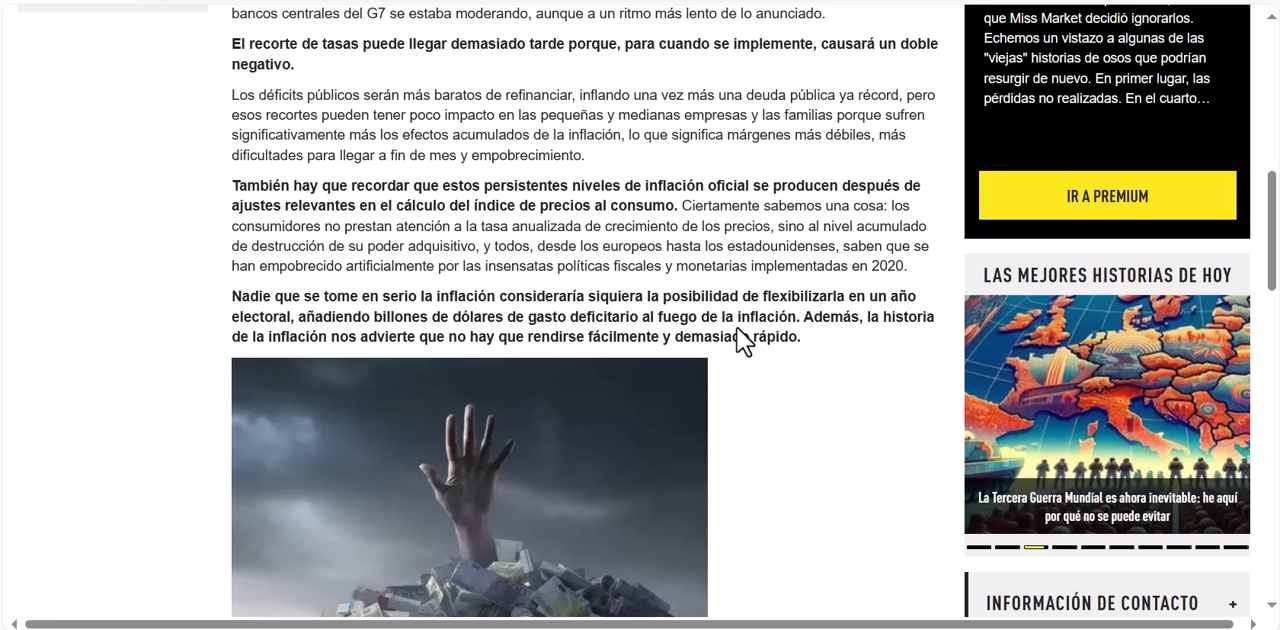 bancos centrales del G7 se estaba moderando, aunque a un ritmo más lento de lo anunciado.
El recorte de tasas puede llegar demasiado tarde porque, para cuando se implemente, causará un doble
negativo.
Los déficits públicos serán más baratos de refinanciar, inflando una vez más una deuda pública ya récord, pero
esos recortes pueden tener poco impacto en las pequeñas y medianas empresas y las familias porque sufren
significativamente más los efectos acumulados de la inflación, lo que significa márgenes más débiles, más
dificultades para llegar a fin de mes y empobrecimiento.
También hay que recordar que estos persistentes niveles de inflación oficial se producen después de
ajustes relevantes en el cálculo del índice de precios al consumo. Ciertamente sabemos una cosa: los
consumidores no prestan atención a la tasa anualizada de crecimiento de los precios, sino al nivel acumulado
de destrucción de su poder adquisitivo, y todos, desde los europeos hasta los estadounidenses, saben que se
han empobrecido artificialmente por las insensatas políticas fiscales y monetarias implementadas en 2020.
Nadie que se tome en serio la inflación consideraría siquiera la posibilidad de flexibilizarla en un año
electoral, añadiendo billones de dólares de gasto deficitario al fuego de la inflación. Además, la historia
de la inflación nos advierte que no hay que rendirse fácilmente y demasiado rápido.
que Miss Market decidió ignorarlos.
Echemos un vistazo a algunas de las
"viejas" historias de osos que podrían
resurgir de nuevo. En primer lugar, las
pérdidas no realizadas. En el cuarto…
IR A PREMIUM
LAS MEJORES HISTORIAS DE HOY
La Tercera Guerra Mundial es ahora inevitable: he aquí
por qué no se puede evitar
INFORMACIÓN DE CONTACTO +